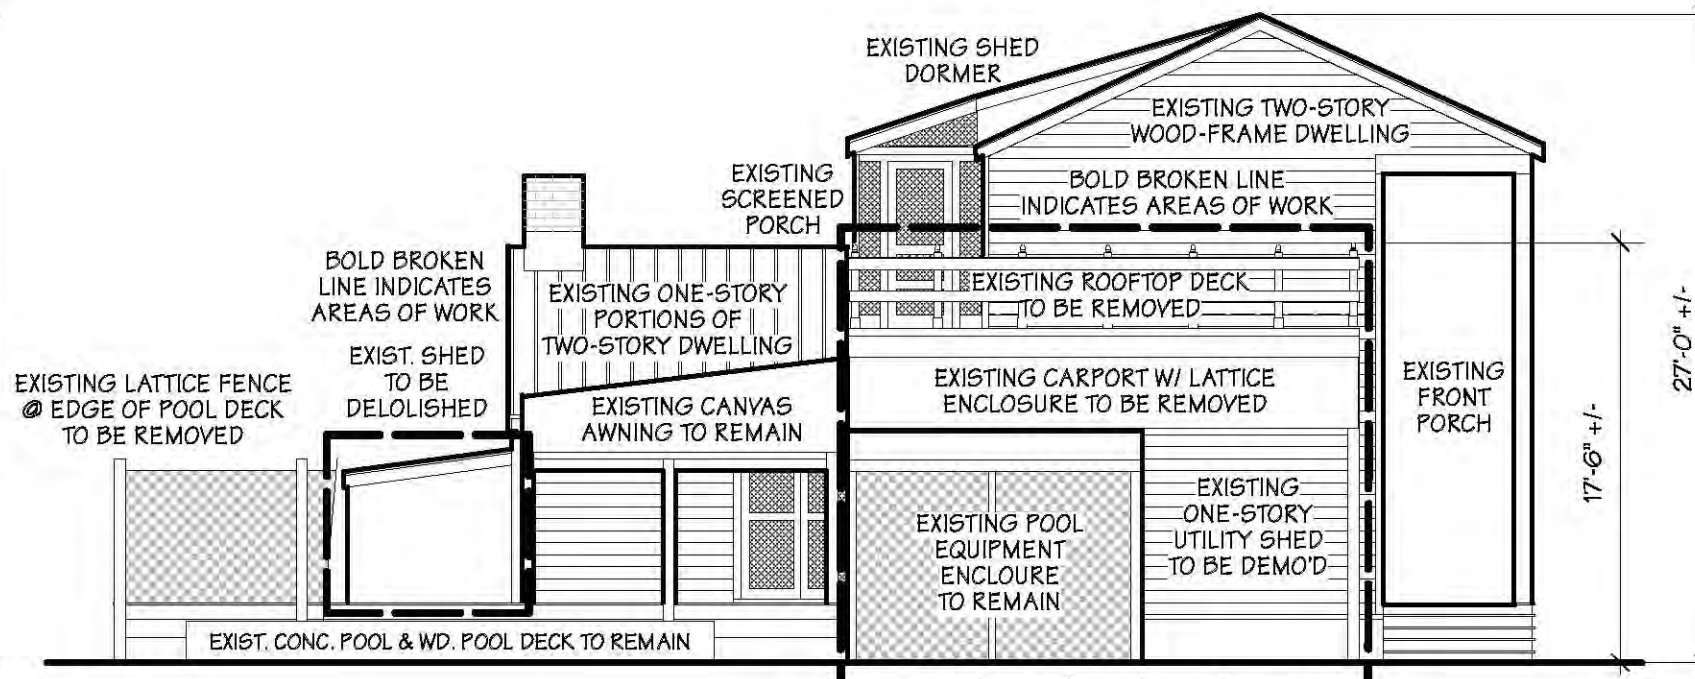 EXISTING SHED
DORMER
EXISTING TWO-STORY
WOOD-FRAME DWELLING
EXISTING
SCREENED
PORCH
BOLD BROKEN LINE
INDICATES AREAS OF WORK
BOLD BROKEN
LINE INDICATES
AREAS OF WORK
EXISTING ONE-STORY
PORTIONS OF
TWO-STORY DWELLING
EXISTING ROOFTOP DECK
TO BE REMOVED
27'-0" +/-
EXIST. SHED
TO BE
DELOLISHED
EXISTING LATTICE FENCE
@ EDGE OF POOL DECK
TO BE REMOVED
EXISTING CANVAS
AWNING TO REMAIN
EXISTING CARPORT W/ LATTICE
ENCLOSURE TO BE REMOVED
EXISTING
FRONT
PORCH
17'-6" +/-
EXISTING POOL
EQUIPMENT
ENCLOURE
TO REMAIN
EXISTING
ONE-STORY
UTILITY SHED
TO BE DEMO'D
EXIST. CONC. POOL & WD. POOL DECK TO REMAIN